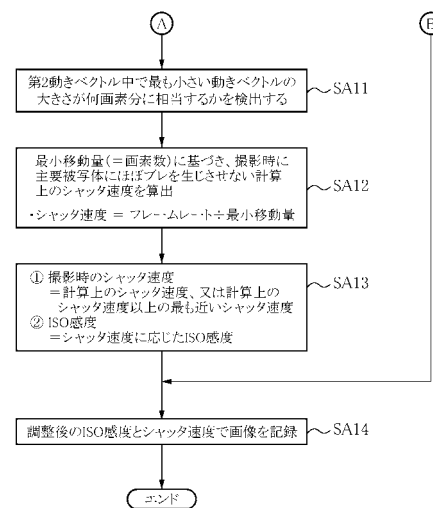 A
B
第2動きベクトル中で最も小さい動きベクトルの
大きさが何画素分に相当するかを検出する
SA11
最小移動量(=画素数)に基づき、撮影時に
主要被写体にほぼブレを生じさせない計算
上のシャッタ速度を算出
・シャッタ速度 = フレームレート÷最小移動量
SA12
① 撮影時のシャッタ速度
=計算上のシャッタ速度、又は計算上の
シャッタ速度以上の最も近いシャッタ速度
② ISO感度
=シャッタ速度に応じたISO感度
SA13
調整後のISO感度とシャッタ速度で画像を記録
SA14
エンド